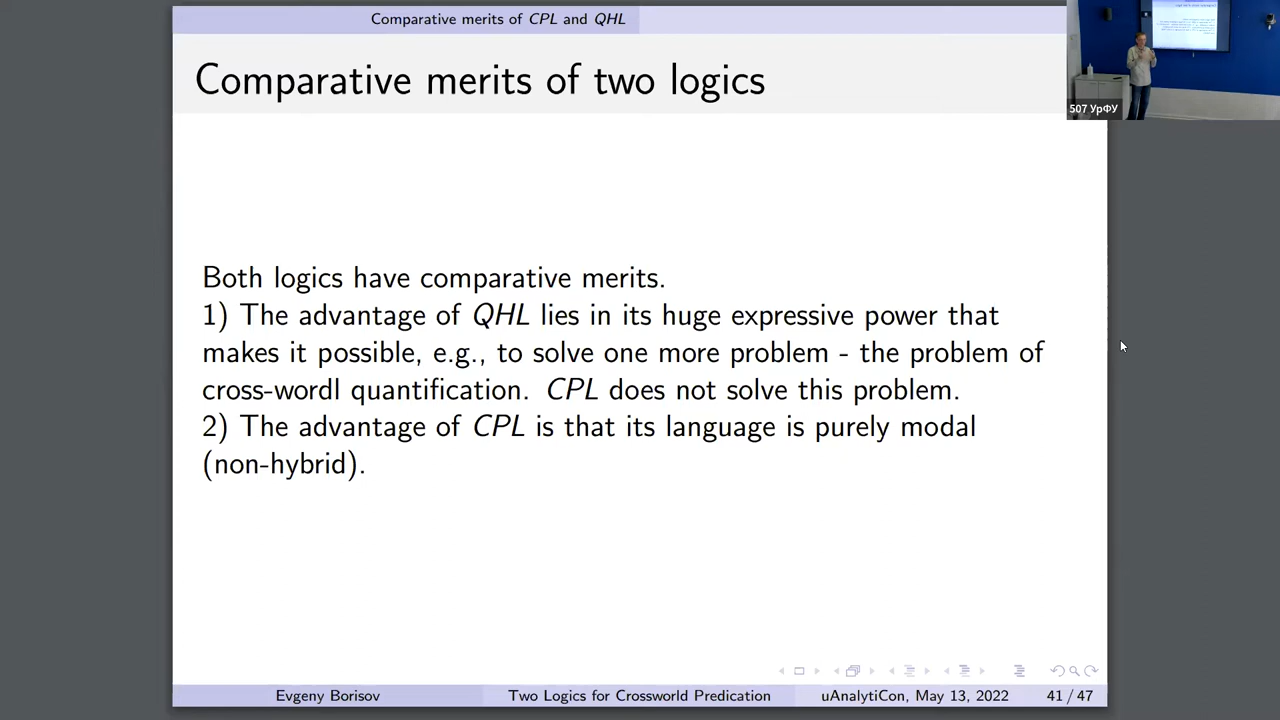 Comparative merits of CPL and QHL
Comparative merits of two logics
507 УрФУ
Both logics have comparative merits.
1) The advantage of QHL lies in its huge expressive power that
makes it possible, e.g., to solve one more problem - the problem of
cross-wordl quantification. CPL does not solve this problem.
2) The advantage of CPL is that its language is purely modal
(non-hybrid).
Evgeny Borisov
Two Logics for Crossworld Predication
uAnalytiCon, May 13, 2022
41 / 47